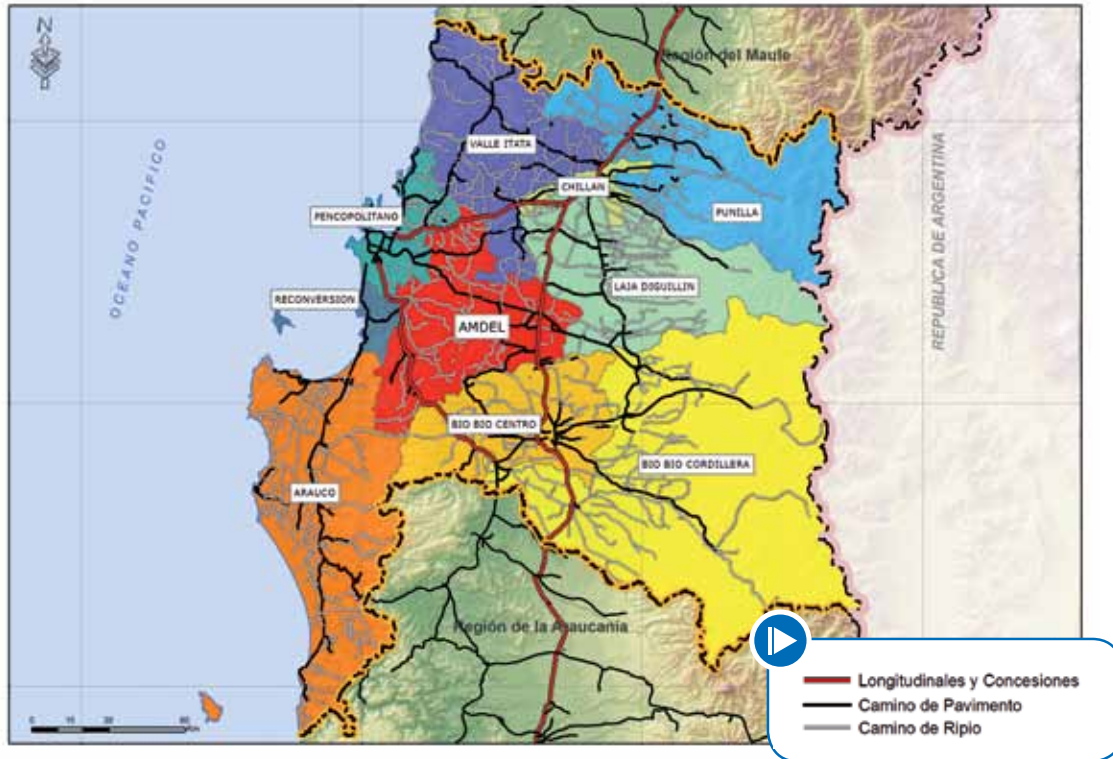 N
Región del Maule
VALLE ITATA
CHILLAN
PENCOPOLITANO
PUNILLA
OCEANO PACIFICO
REPUBLICA DE ARGENTINA
LAJA DIGUILLIN
RECONVERSION
AMDEL
BIO BIO CENTRO
BIO BIO CORDILLERA
ARAUCO
Región de la Araucanía
Longitudinales y Concesiones
Camino de Pavimento
Camino de Ripio
0